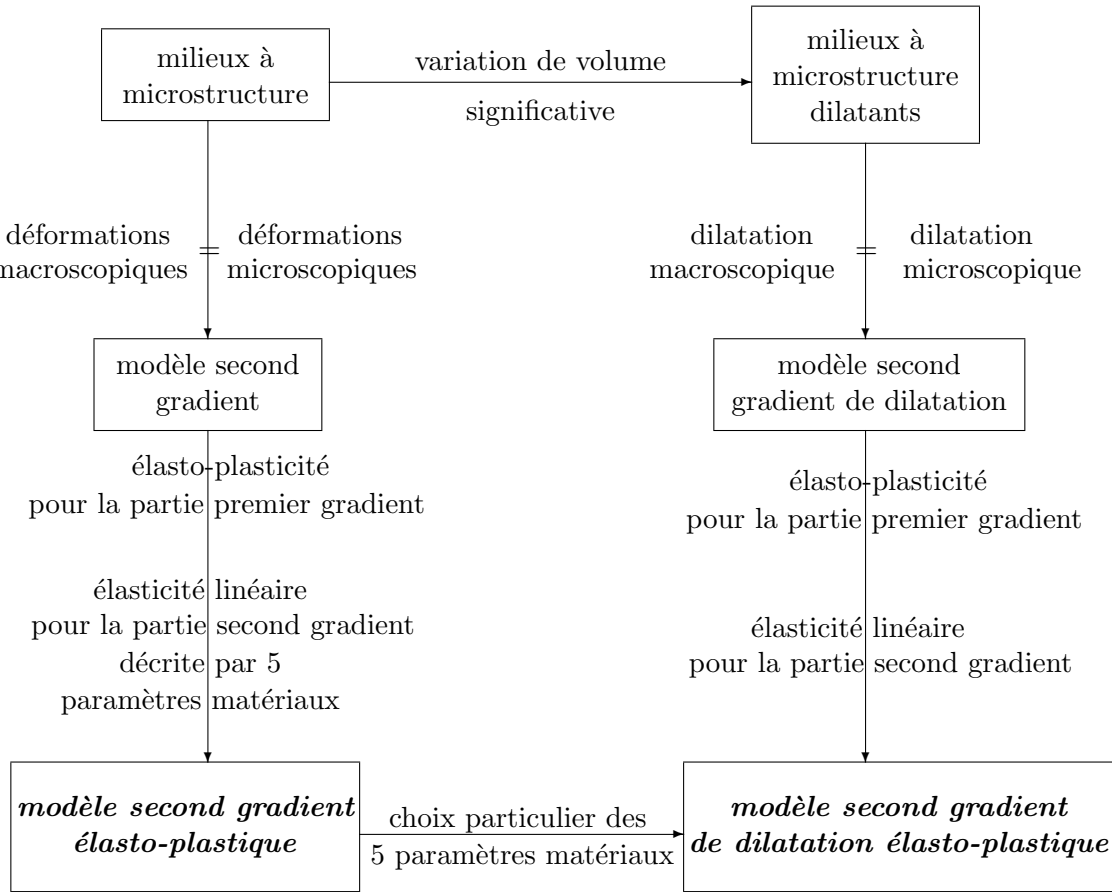 milieux à
microstructure
variation de volume
significative
milieux à
microstructure
dilatants
déformations
macroscopiques
=
déformations
microscopiques
dilatation
macroscopique
=
dilatation
microscopique
modèle second
gradient
modèle second
gradient de dilatation
élasto-plasticité
pour la partie premier gradient
élasticité linéaire
pour la partie second gradient
décrite par 5
paramètres matériaux
élasto-plasticité
pour la partie premier gradient
élasticité linéaire
pour la partie second gradient
modèle second gradient
élasto-plastique
choix particulier des
5 paramètres matériaux
modèle second gradient
de dilatation élasto-plastique